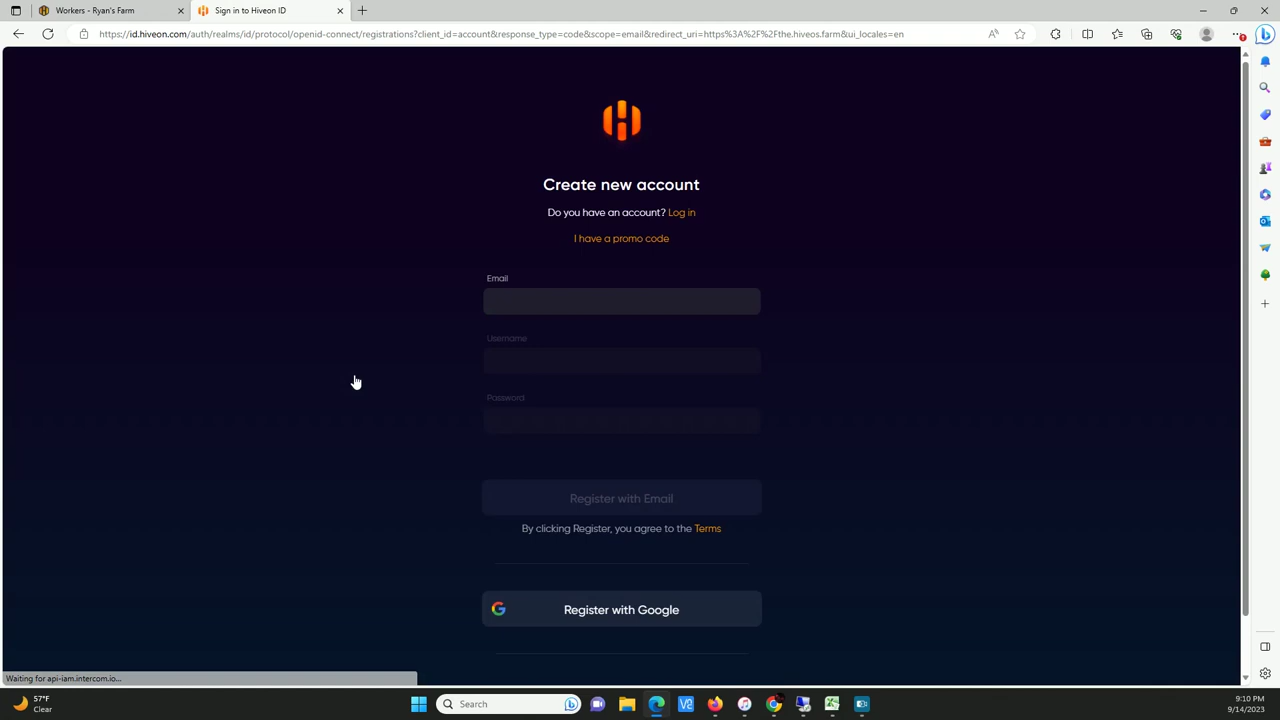 Workers - Ryan's Farm
Sign in to Hiveon ID
https://id.hiveon.com/auth/realms/id/protocol/openid-connect/registrations?client_id=account&response_type=code&scope=email&redirect_uri=https%3A%2F%2Fthe.hiveos.farm&ui_locales=en
Create new account
Do you have an account? Log in
I have a promo code
Email
Username
Password
Register with Email
By clicking Register, you agree to the Terms
Register with Google
Waiting for api-iam.intercom.io...
57°F
Clear
Search
9:10 PM
9/14/2023